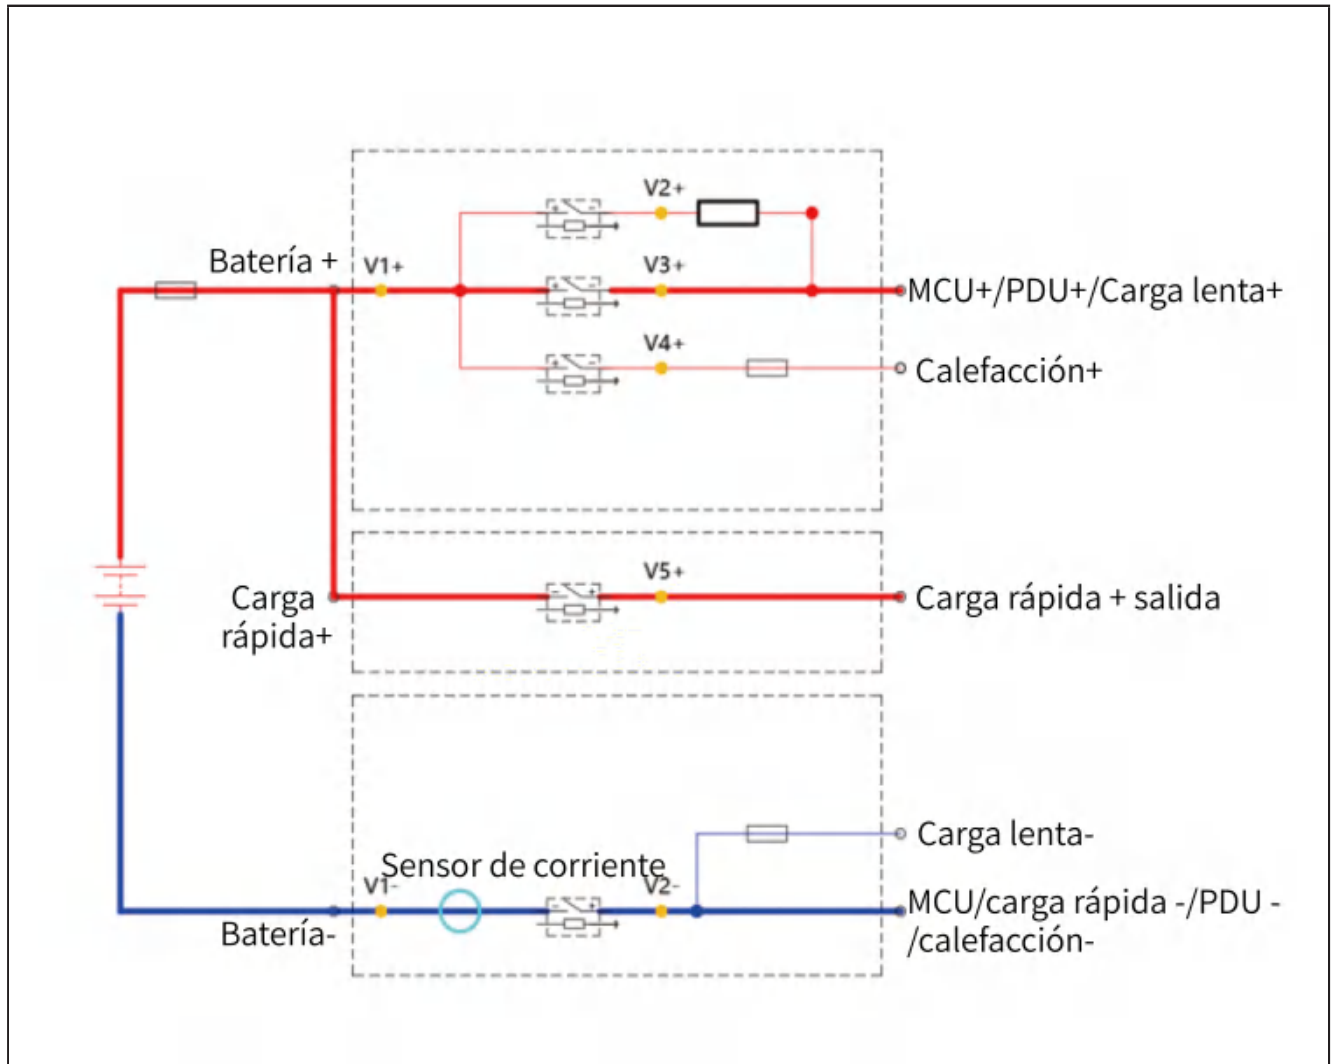 V2+
Batería +
V1+
V3+
MCU+/PDU+/Carga lenta+
V4+
Calefacción+
V5+
Carga
rápida+
Carga rápida + salida
Carga lenta-
Sensor de corriente
V1-
V2-
MCU/carga rápida -/PDU -
/calefacción-
Batería-